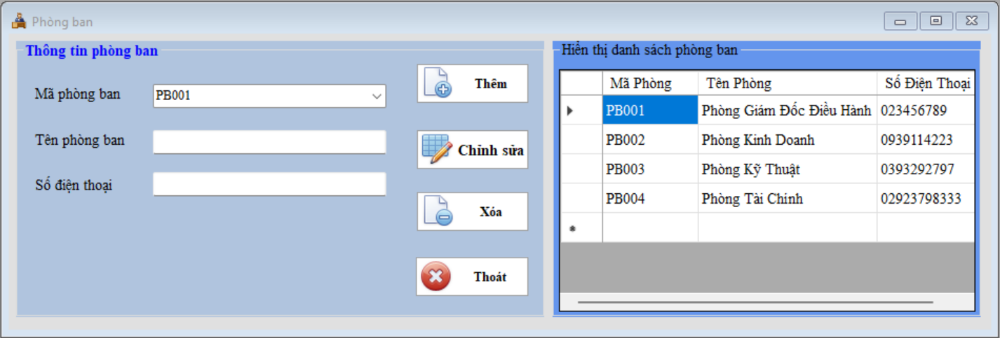 Phòng ban
Thông tin phòng ban
Mã phòng ban
PB001
Tên phòng ban
Số điện thoại
Thêm
Chỉnh sửa
Xóa
Thoát
Hiển thị danh sách phòng ban
Mã Phòng Tên Phòng Số Điện Thoại
PB001 Phòng Giám Đốc Điều Hành 023456789
PB002 Phòng Kinh Doanh 0939114223
PB003 Phòng Kỹ Thuật 0393292797
PB004 Phòng Tài Chính 02923798333